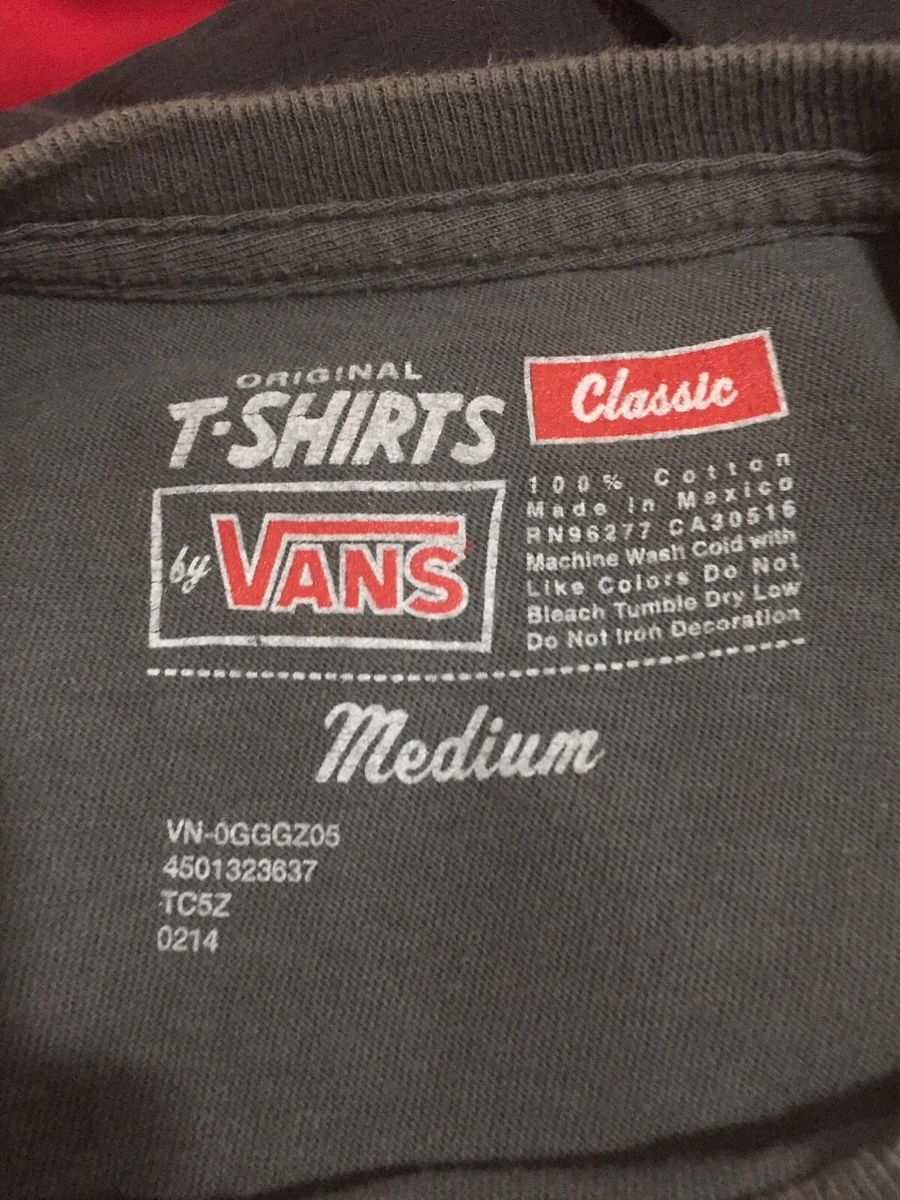 ORIGINAL
T-SHIRTS
by VANS
Classic
100% Cotton
Made in Mexico
RN96277 CA30516
Machine Wash Cold with
Like Colors Do Not
Bleach Tumble Dry Low
Do Not Iron Decoration
Medium
VN-0GGGZ05
4501323637
TC5Z
0214